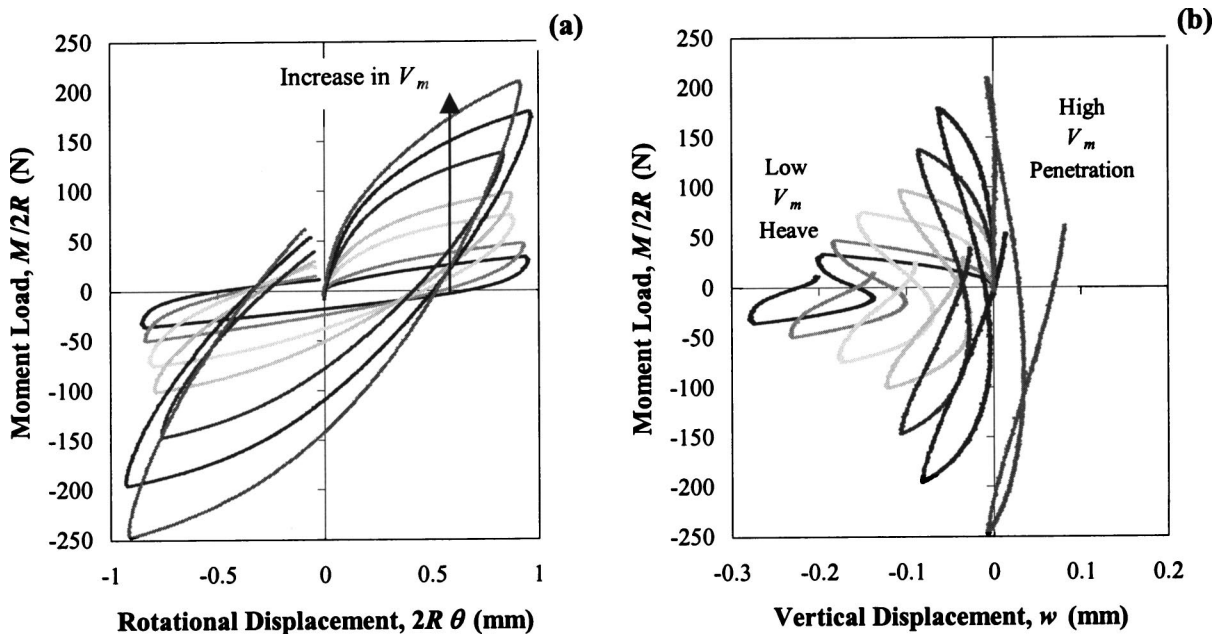 (a)
250
200
150
100
50
0
-50
-100
-150
-200
-250
Moment Load, M/2R (N)
Increase in V m
-1
-0.5
0
0.5
1
Rotational Displacement, 2R θ (mm)
(b)
250
200
150
100
50
0
-50
-100
-150
-200
-250
Moment Load, M/2R (N)
Low
V m
Heave
High
V m
Penetration
-0.3
-0.2
-0.1
0
0.1
0.2
Vertical Displacement, w (mm)